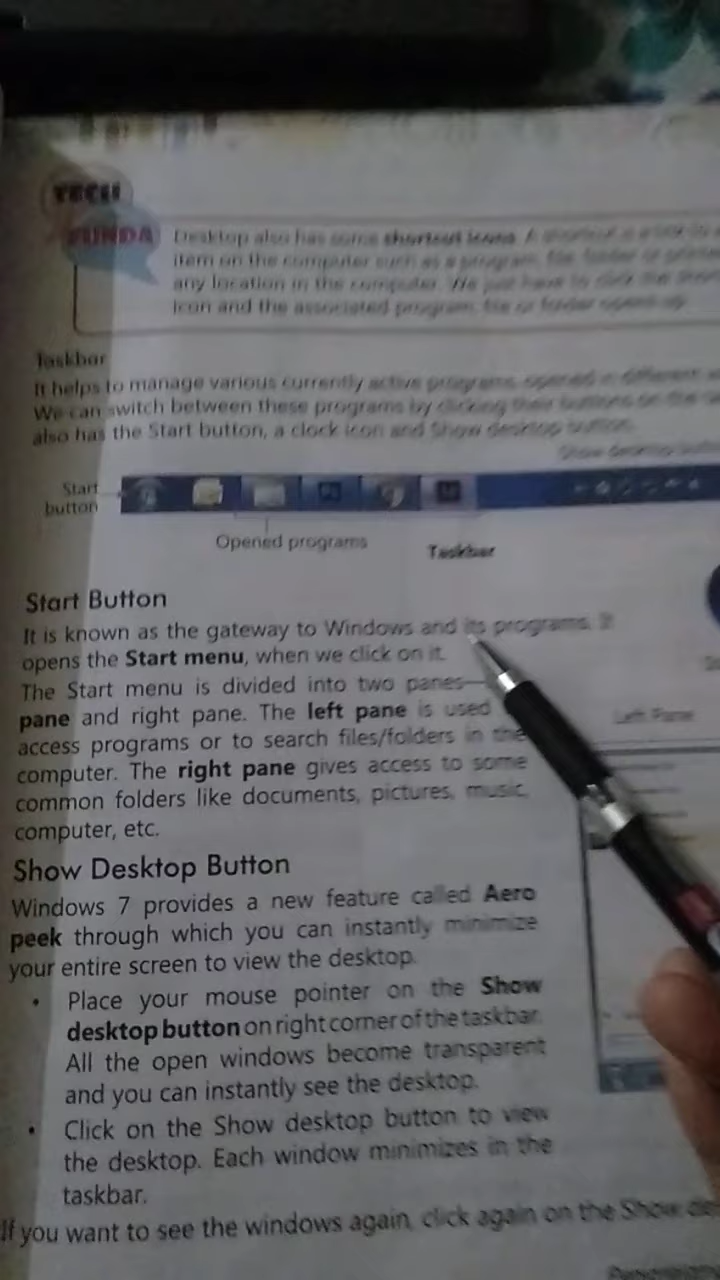 TECH
FUNDA
Desktop also has some shortcut icons. A shortcut is a link to
item on the computer such as a program, file, folder or
any location in the computer. We just have to click the
icon and the associated program, file or folder opens up.
Taskbar
It helps to manage various currently active programs, opened in different
We can switch between these programs by clicking their buttons on the
also has the Start button, a clock icon and Show desktop button.
Show desktop button
Start
button
Opened programs
Taskbar
Start Button
It is known as the gateway to Windows and its programs. It
opens the Start menu, when we click on it.
The Start menu is divided into two panes—
pane and right pane. The left pane is used
access programs or to search files/folders in the
computer. The right pane gives access to some
common folders like documents, pictures, music,
computer, etc.
Left Pane
Show Desktop Button
Windows 7 provides a new feature called Aero
peek through which you can instantly minimize
your entire screen to view the desktop.
• Place your mouse pointer on the Show
desktop button on right corner of the taskbar.
All the open windows become transparent
and you can instantly see the desktop.
• Click on the Show desktop button to view
the desktop. Each window minimizes in the
taskbar.
If you want to see the windows again, click again on the Show